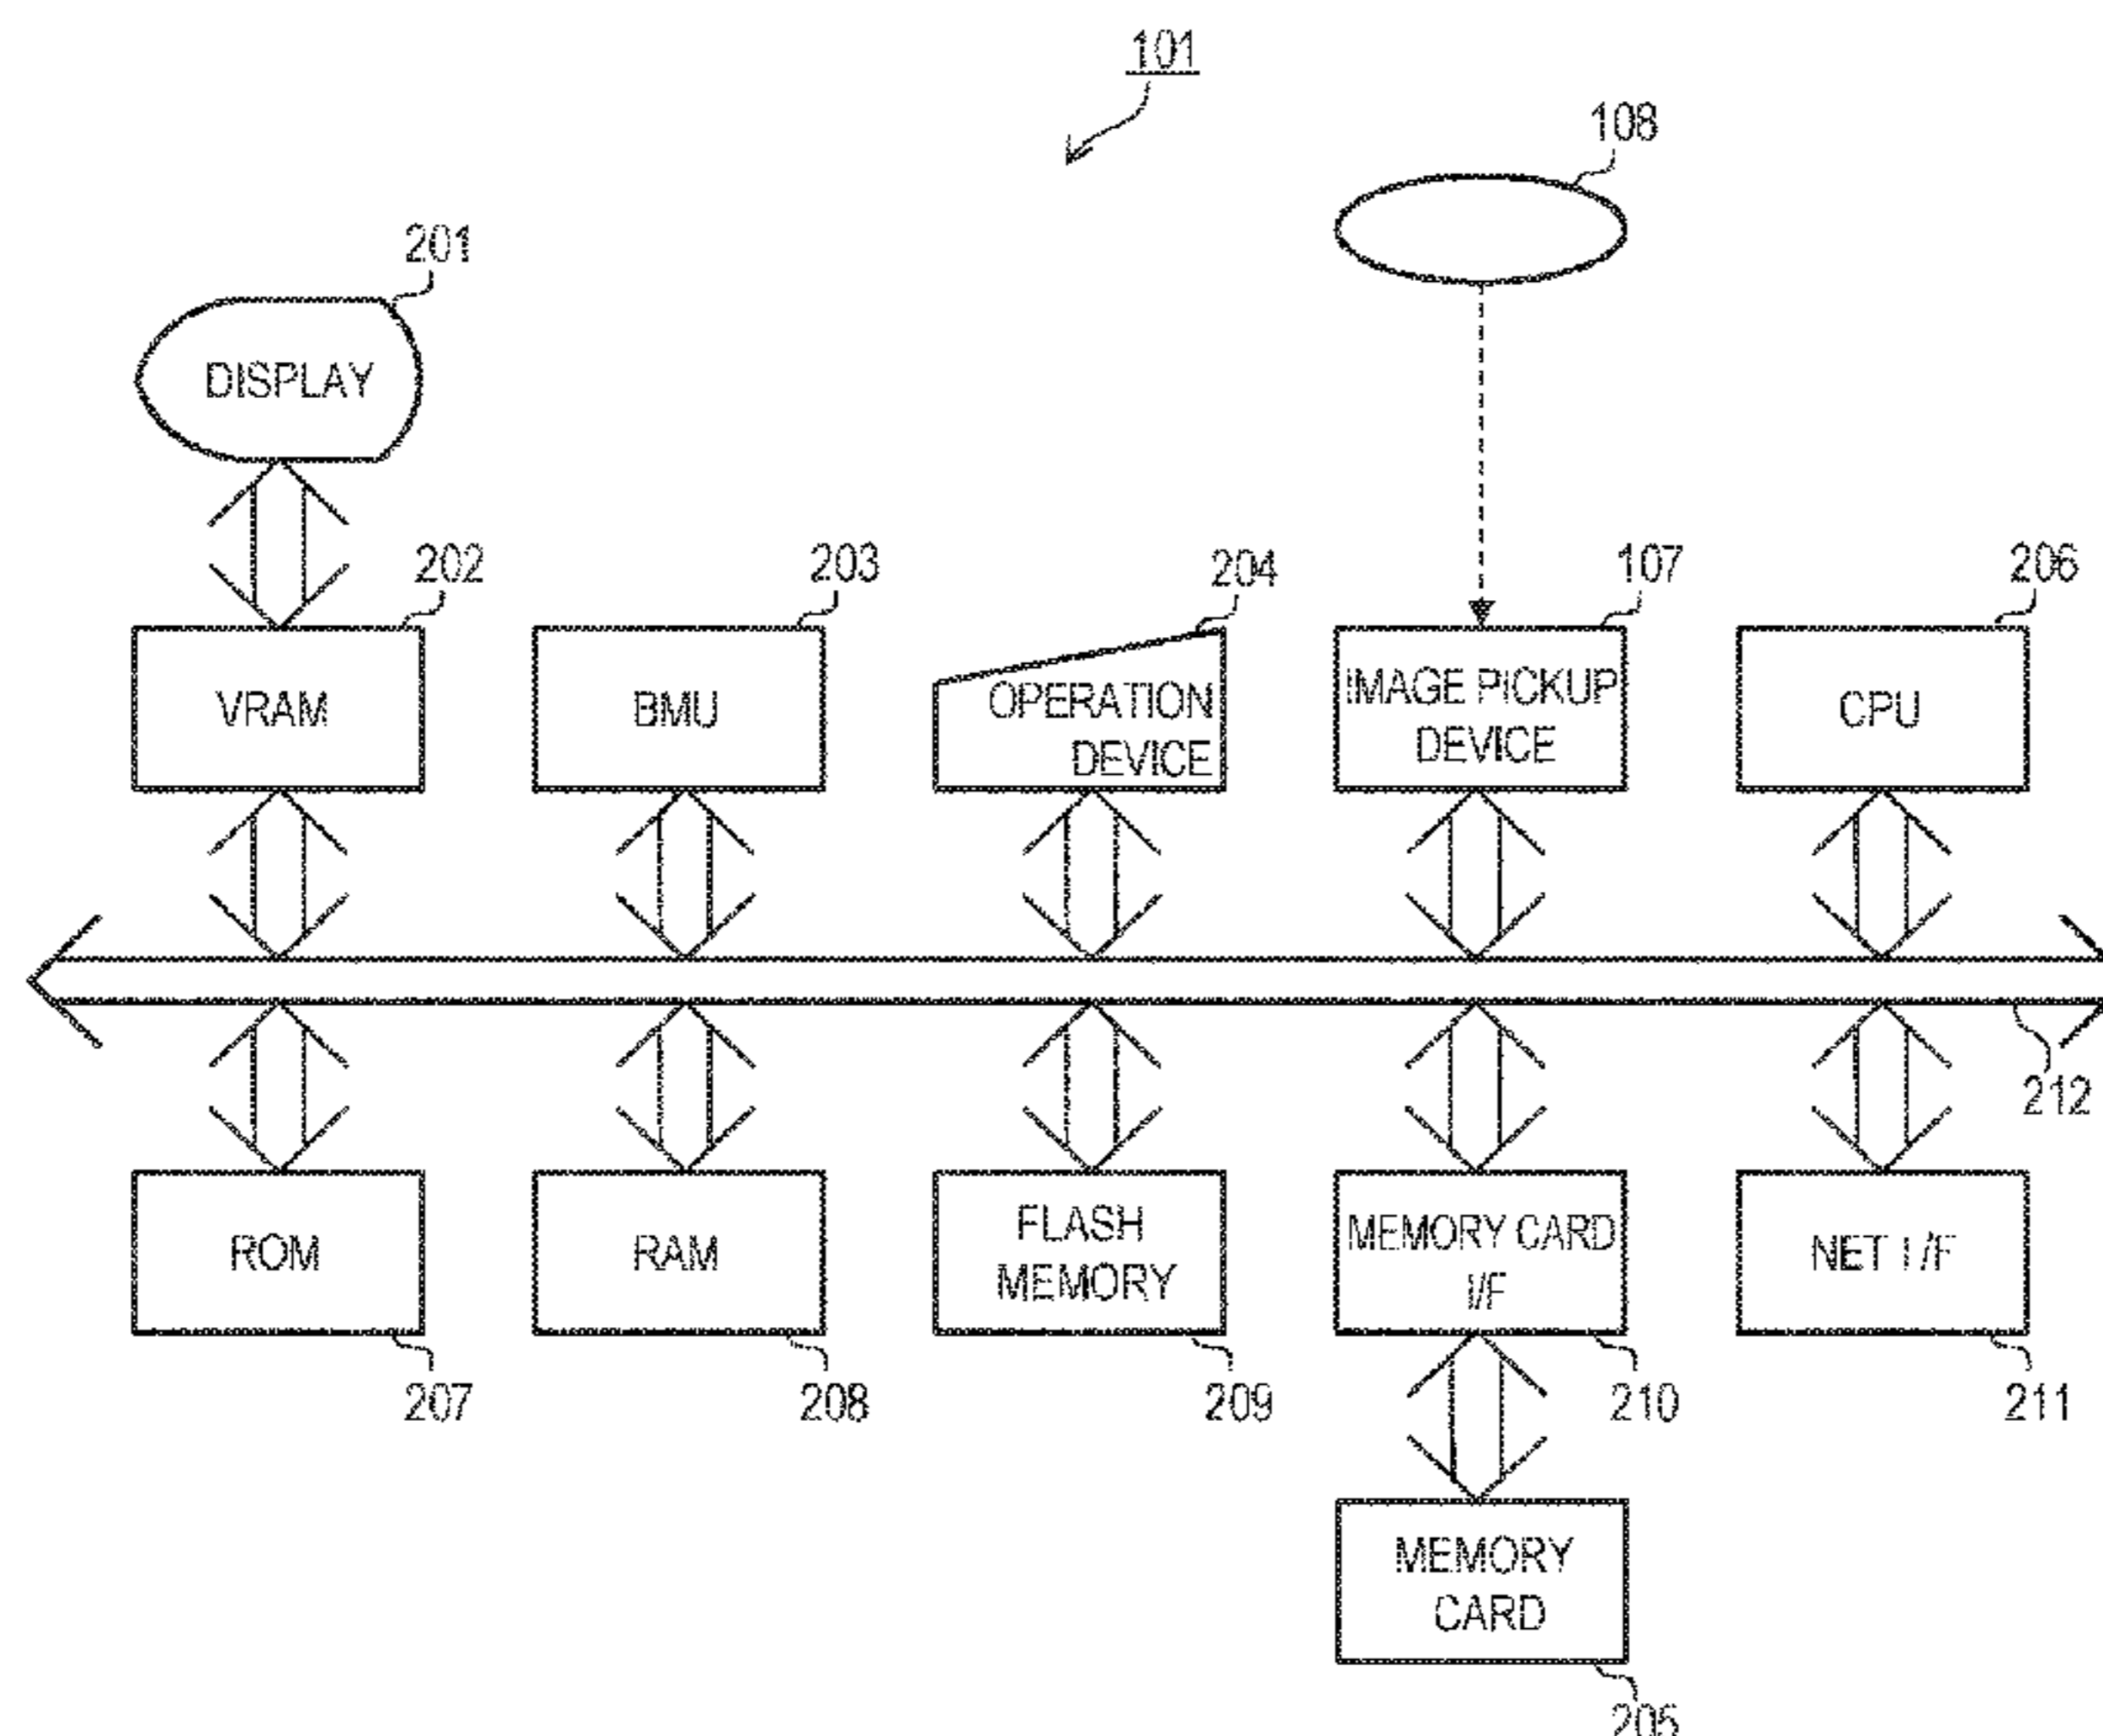 101
108
201
DISPLAY
202
203
204
107
206
VRAM
BMU
OPERATION
DEVICE
IMAGE PICKUP
DEVICE
CPU
212
ROM
RAM
FLASH
MEMORY
MEMORY CARD
I/F
NET I/F
207
208
209
210
211
MEMORY
CARD
205